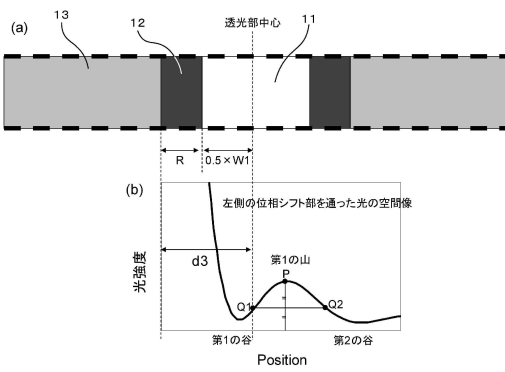 (a)
13
12
透光部中心
11
R
0.5×W1
(b)
左側の位相シフト部を通った光の空間像
d3
第1の山
P
光強度
Q1
Q2
第1の谷
第2の谷
Position